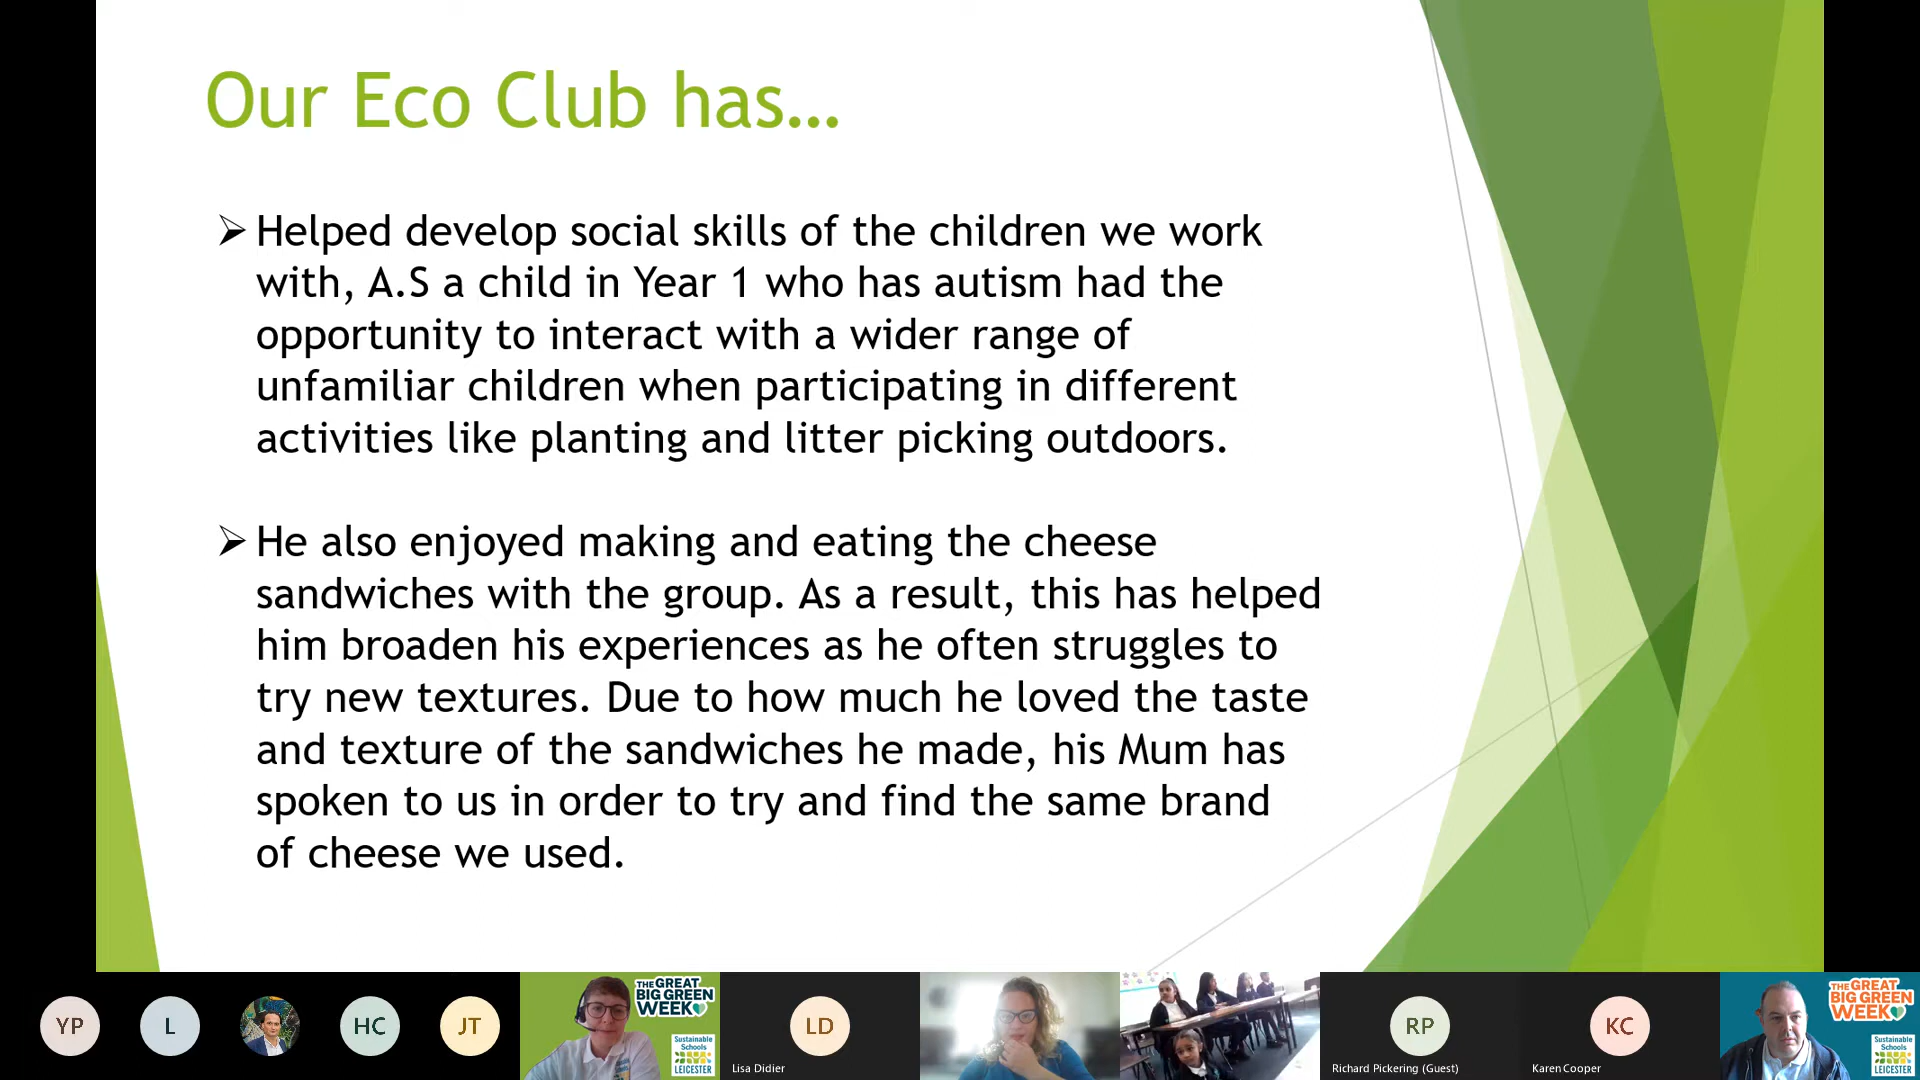 Our Eco Club has...
Helped develop social skills of the children we work
with, A.S a child in Year 1 who has autism had the
opportunity to interact with a wider range of
unfamiliar children when participating in different
activities like planting and litter picking outdoors.
He also enjoyed making and eating the cheese
sandwiches with the group. As a result, this has helped
him broaden his experiences as he often struggles to
try new textures. Due to how much he loved the taste
and texture of the sandwiches he made, his Mum has
spoken to us in order to try and find the same brand
of cheese we used.
YP
L
HC
JT
THE GREAT
BIG GREEN
WEEK
Sustainable
Schools
LEICESTER
LD
Lisa Didier
RP
Richard Pickering (Guest)
KC
Karen Cooper
THE GREAT
BIG GREEN
WEEK
Sustainable
Schools
LEICESTER